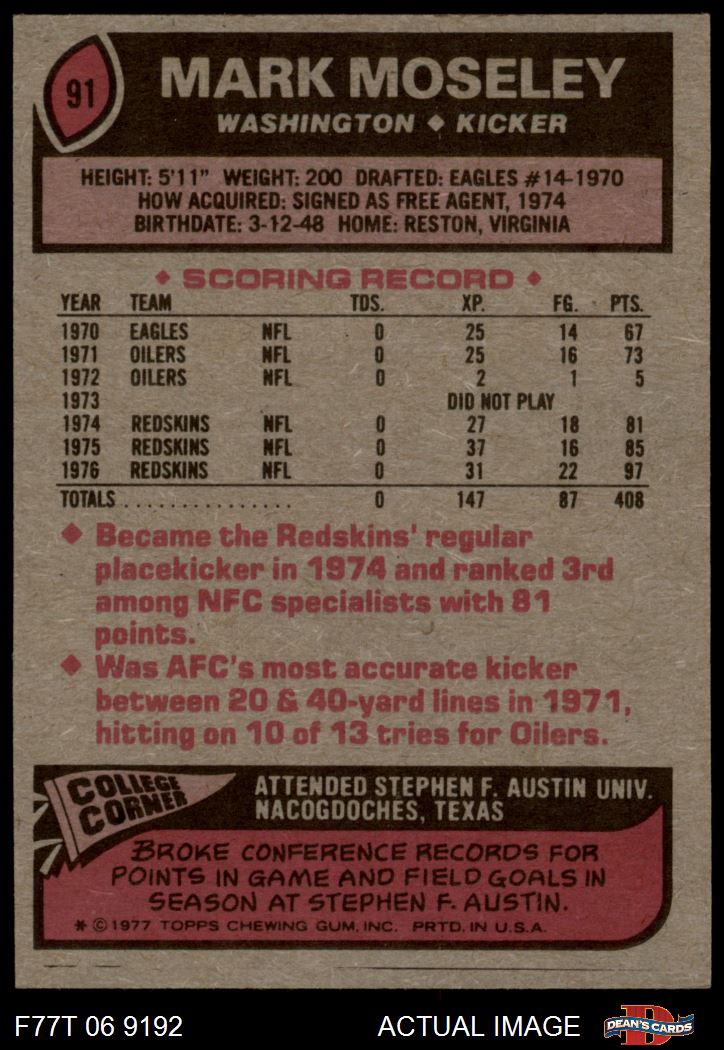 91
MARK MOSELEY
WASHINGTON ♦ KICKER
HEIGHT: 5'11" WEIGHT: 200 DRAFTED: EAGLES #14-1970
HOW ACQUIRED: SIGNED AS FREE AGENT, 1974
BIRTHDATE: 3-12-48 HOME: RESTON, VIRGINIA
♦ SCORING RECORD ♦
YEAR TEAM TDS. XP. FG. PTS.
1970 EAGLES NFL 0 25 14 67
1971 OILERS NFL 0 25 16 73
1972 OILERS NFL 0 2 1 5
1973 DID NOT PLAY
1974 REDSKINS NFL 0 27 18 81
1975 REDSKINS NFL 0 37 16 85
1976 REDSKINS NFL 0 31 22 97
TOTALS................ 0 147 87 408
♦ Became the Redskins' regular
placekicker in 1974 and ranked 3rd
among NFC specialists with 81
points.
♦ Was AFC's most accurate kicker
between 20 & 40-yard lines in 1971,
hitting on 10 of 13 tries for Oilers.
COLLEGE
CORNER
ATTENDED STEPHEN F. AUSTIN UNIV.
NACOGDOCHES, TEXAS
BROKE CONFERENCE RECORDS FOR
POINTS IN GAME AND FIELD GOALS IN
SEASON AT STEPHEN F. AUSTIN.
* © 1977 TOPPS CHEWING GUM, INC. PRTD. IN U.S.A.
F77T 06 9192 ACTUAL IMAGE
D
DEAN'S CARDS